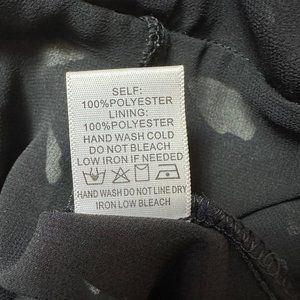 SELF:
100%POLYESTER
LINING:
100%POLYESTER
HAND WASH COLD
DO NOT BLEACH
LOW IRON IF NEEDED
HAND WASH DO NOT LINE DRY
IRON LOW BLEACH